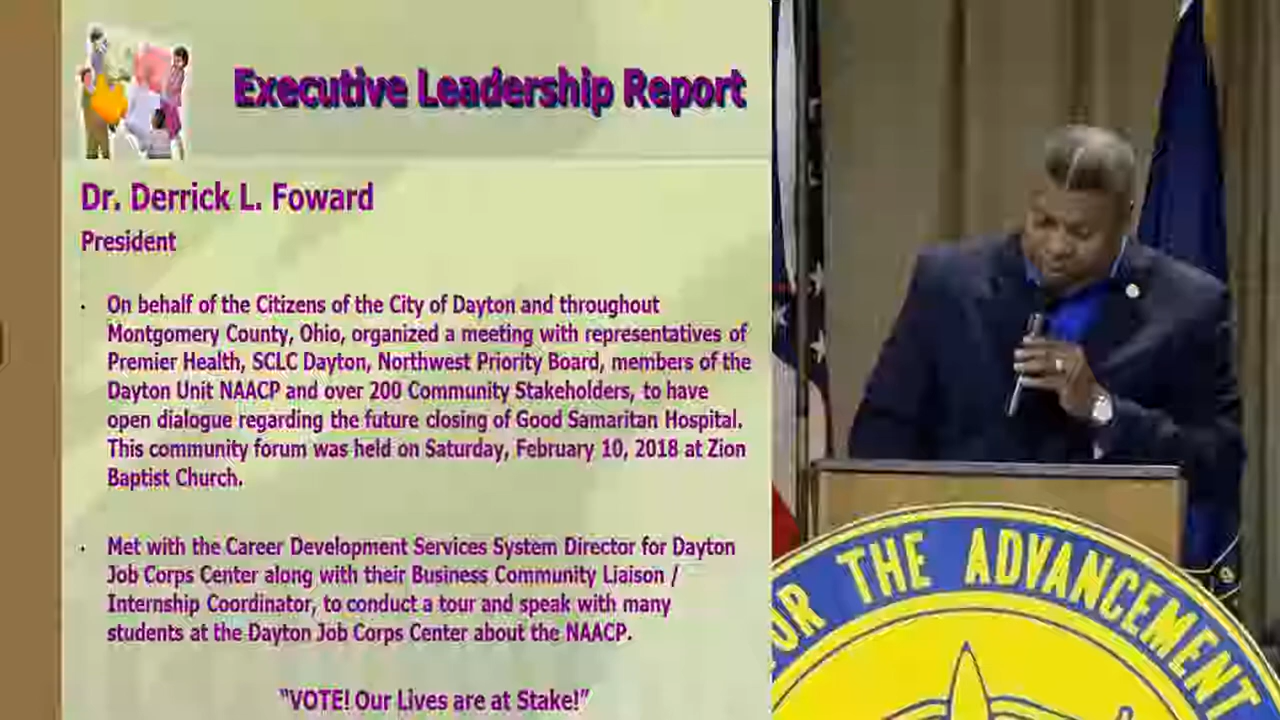 Executive Leadership Report
Dr. Derrick L. Foward
President
· On behalf of the Citizens of the City of Dayton and throughout
Montgomery County, Ohio, organized a meeting with representatives of
Premier Health, SCLC Dayton, Northwest Priority Board, members of the
Dayton Unit NAACP and over 200 Community Stakeholders, to have
open dialogue regarding the future closing of Good Samaritan Hospital.
This community forum was held on Saturday, February 10, 2018 at Zion
Baptist Church.
· Met with the Career Development Services System Director for Dayton
Job Corps Center along with their Business Community Liaison /
Internship Coordinator, to conduct a tour and speak with many
students at the Dayton Job Corps Center about the NAACP.
"VOTE! Our Lives are at Stake!"
FOR THE ADVANCEMENT